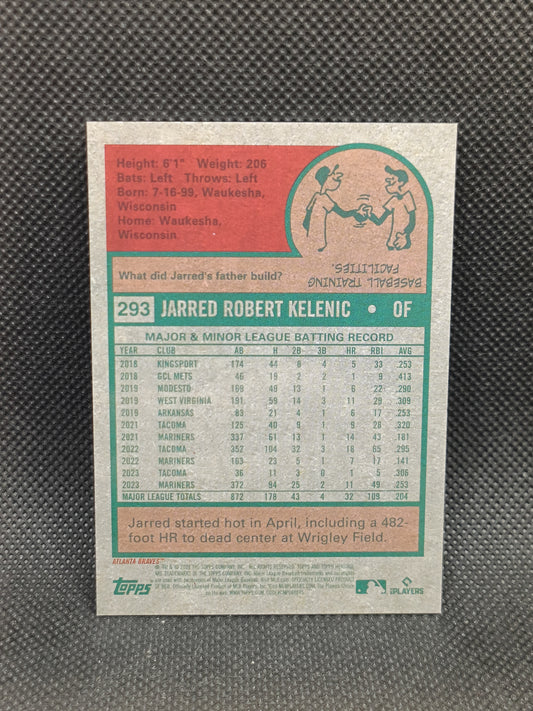 Height: 6'1" Weight: 206
Bats: Left Throws: Left
Born: 7-16-99, Waukesha,
Wisconsin
Home: Waukesha,
Wisconsin
What did Jarred's father build?
BASEBALL TRAINING
FACILITIES.
293 JARRED ROBERT KELENIC • OF
MAJOR & MINOR LEAGUE BATTING RECORD
YEAR CLUB AB H 2B 3B HR RBI AVG
2018 KINGSPORT 174 44 8 4 5 33 .253
2018 GCL METS 46 19 2 2 1 9 .413
2019 MODESTO 169 49 13 1 6 22 .290
2019 WEST VIRGINIA 191 59 14 3 11 29 .309
2019 ARKANSAS 83 21 4 1 6 17 .253
2021 TACOMA 125 40 9 1 9 28 .320
2021 MARINERS 337 61 13 1 14 43 .181
2022 TACOMA 352 104 32 3 18 65 .295
2022 MARINERS 163 23 5 1 7 17 .141
2023 TACOMA 36 11 3 0 1 5 .306
2023 MARINERS 372 94 25 2 11 49 .253
MAJOR LEAGUE TOTALS 872 178 43 4 32 109 .204
Jarred started hot in April, including a 482-
foot HR to dead center at Wrigley Field.
ATLANTA BRAVES™
TOPPS
MLB PLAYERS